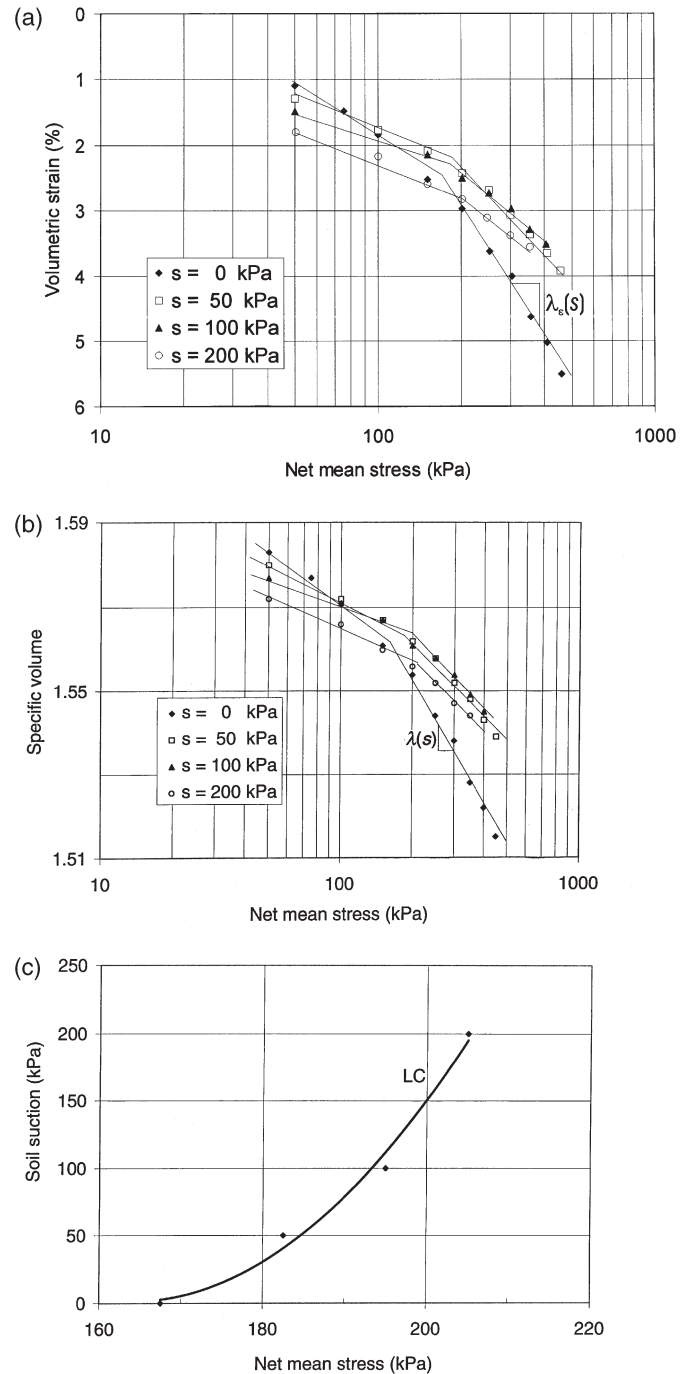 (a)
0
1
2
3
4
5
6
Volumetric strain (%)
s = 0 kPa
s = 50 kPa
s = 100 kPa
s = 200 kPa
λε(s)
10
100
1000
Net mean stress (kPa)
(b)
1.59
1.55
1.51
Specific volume
s = 0 kPa
s = 50 kPa
s = 100 kPa
s = 200 kPa
λ(s)
10
100
1000
Net mean stress (kPa)
(c)
250
200
150
100
50
0
Soil suction (kPa)
LC
160
180
200
220
Net mean stress (kPa)